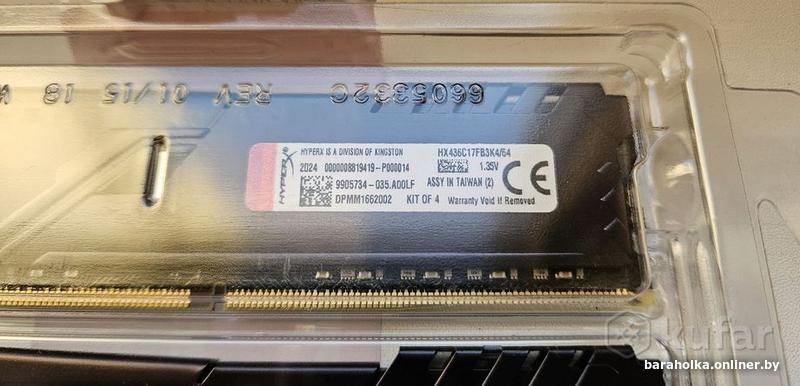 6605332C REV 01/15 18
HYPERX IS A DIVISION OF KINGSTON
HX436C17FB3K4/64
2024 0000008819419-P000014
1.35V
9905734-035.A00LF
ASSY IN TAIWAN (2)
CE
DPMM1662002
KIT OF 4
Warranty Void If Removed
HYPERX
kufar
baraholka.onliner.by